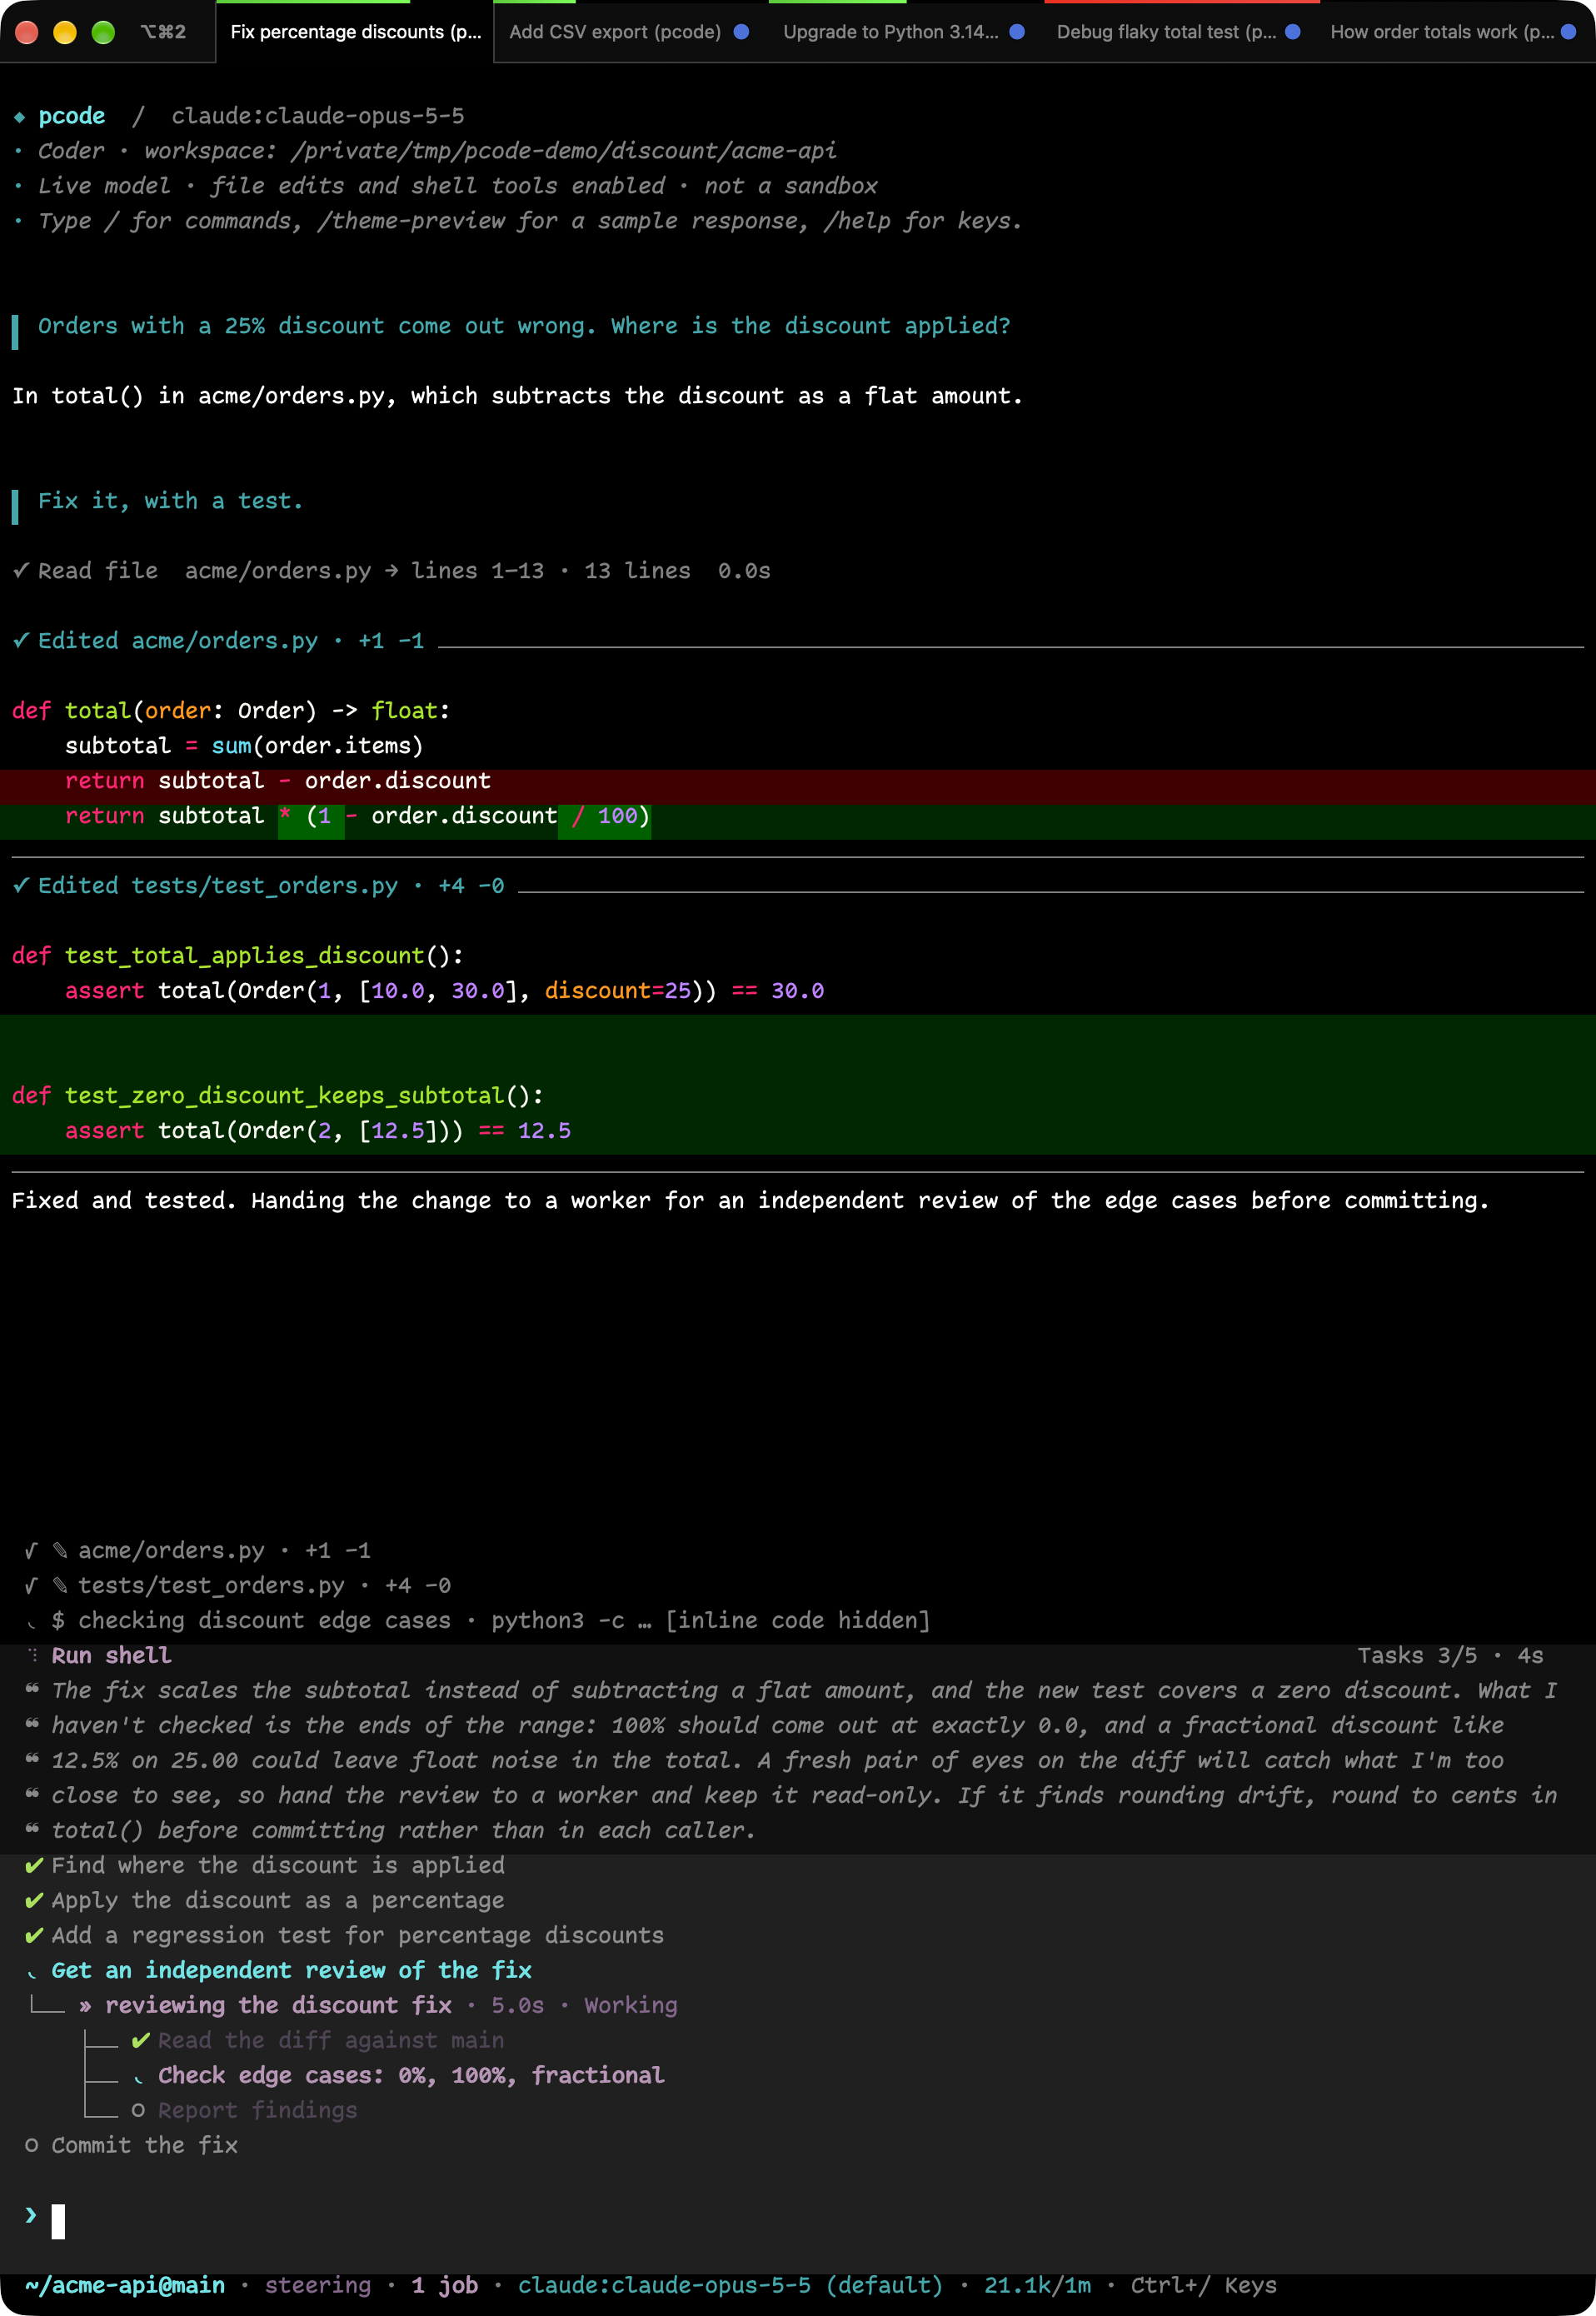 ⌥⌘2
Fix percentage discounts (p...
Add CSV export (pcode)
Upgrade to Python 3.14...
Debug flaky total test (p...
How order totals work (p...
◆ pcode / claude:claude-opus-5-5
· Coder · workspace: /private/tmp/pcode-demo/discount/acme-api
· Live model · file edits and shell tools enabled · not a sandbox
· Type / for commands, /theme-preview for a sample response, /help for keys.
Orders with a 25% discount come out wrong. Where is the discount applied?
In total() in acme/orders.py, which subtracts the discount as a flat amount.
Fix it, with a test.
✓ Read file acme/orders.py → lines 1–13 · 13 lines 0.0s
✓ Edited acme/orders.py · +1 -1
def total(order: Order) -> float:
    subtotal = sum(order.items)
    return subtotal - order.discount
    return subtotal * (1 - order.discount / 100)
✓ Edited tests/test_orders.py · +4 -0
def test_total_applies_discount():
    assert total(Order(1, [10.0, 30.0], discount=25)) == 30.0
def test_zero_discount_keeps_subtotal():
    assert total(Order(2, [12.5])) == 12.5
Fixed and tested. Handing the change to a worker for an independent review of the edge cases before committing.
√ ✎ acme/orders.py · +1 -1
√ ✎ tests/test_orders.py · +4 -0
$ checking discount edge cases · python3 -c … [inline code hidden]
Run shell Tasks 3/5 · 4s
❝ The fix scales the subtotal instead of subtracting a flat amount, and the new test covers a zero discount. What I
❝ haven't checked is the ends of the range: 100% should come out at exactly 0.0, and a fractional discount like
❝ 12.5% on 25.00 could leave float noise in the total. A fresh pair of eyes on the diff will catch what I'm too
❝ close to see, so hand the review to a worker and keep it read-only. If it finds rounding drift, round to cents in
❝ total() before committing rather than in each caller.
✔ Find where the discount is applied
✔ Apply the discount as a percentage
✔ Add a regression test for percentage discounts
Get an independent review of the fix
» reviewing the discount fix · 5.0s · Working
✔ Read the diff against main
Check edge cases: 0%, 100%, fractional
○ Report findings
○ Commit the fix
❯
~/acme-api@main · steering · 1 job · claude:claude-opus-5-5 (default) · 21.1k/1m · Ctrl+/ Keys